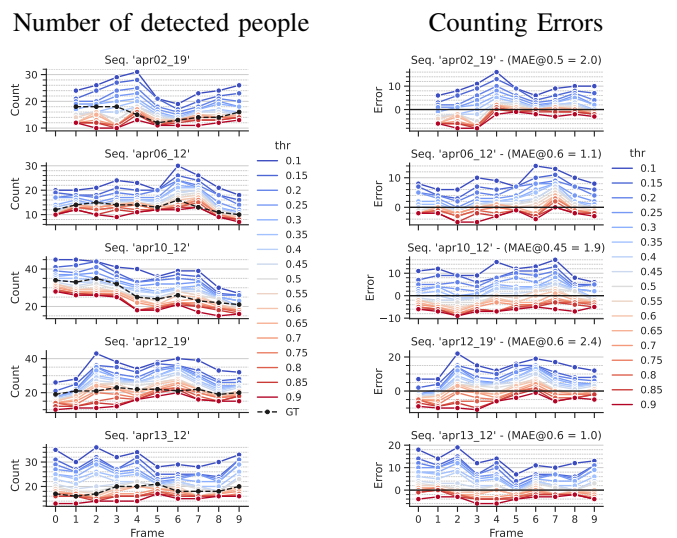 Number of detected people
Counting Errors
Seq. 'apr02_19'
Count
30
20
10
Seq. 'apr06_12'
Count
30
20
10
Seq. 'apr10_12'
Count
40
20
Seq. 'apr12_19'
Count
40
20
Seq. 'apr13_12'
Count
30
20
0 1 2 3 4 5 6 7 8 9
Frame
thr
0.1
0.15
0.2
0.25
0.3
0.35
0.4
0.45
0.5
0.55
0.6
0.65
0.7
0.75
0.8
0.85
0.9
GT
Seq. 'apr02_19' - (MAE@0.5 = 2.0)
Error
10
0
Seq. 'apr06_12' - (MAE@0.6 = 1.1)
Error
10
0
Seq. 'apr10_12' - (MAE@0.45 = 1.9)
Error
10
0
−10
Seq. 'apr12_19' - (MAE@0.6 = 2.4)
Error
20
0
Seq. 'apr13_12' - (MAE@0.6 = 1.0)
Error
20
10
0
0 1 2 3 4 5 6 7 8 9
Frame
thr
0.1
0.15
0.2
0.25
0.3
0.35
0.4
0.45
0.5
0.55
0.6
0.65
0.7
0.75
0.8
0.85
0.9